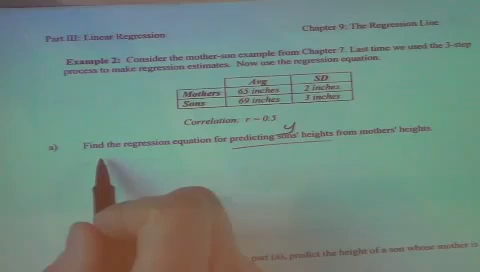 Part III: Linear Regression
Chapter 9: The Regression Line
Example 2: Consider the mother-son example from Chapter 7. Last time we used the 3-step
process to make regression estimates. Now use the regression equation.
Avg SD
Mothers 65 inches 2 inches
Sons 69 inches 3 inches
Correlation: r = 0.5
y
a) Find the regression equation for predicting sons' heights from mothers' heights
part (a), predict the height of a son whose mother is